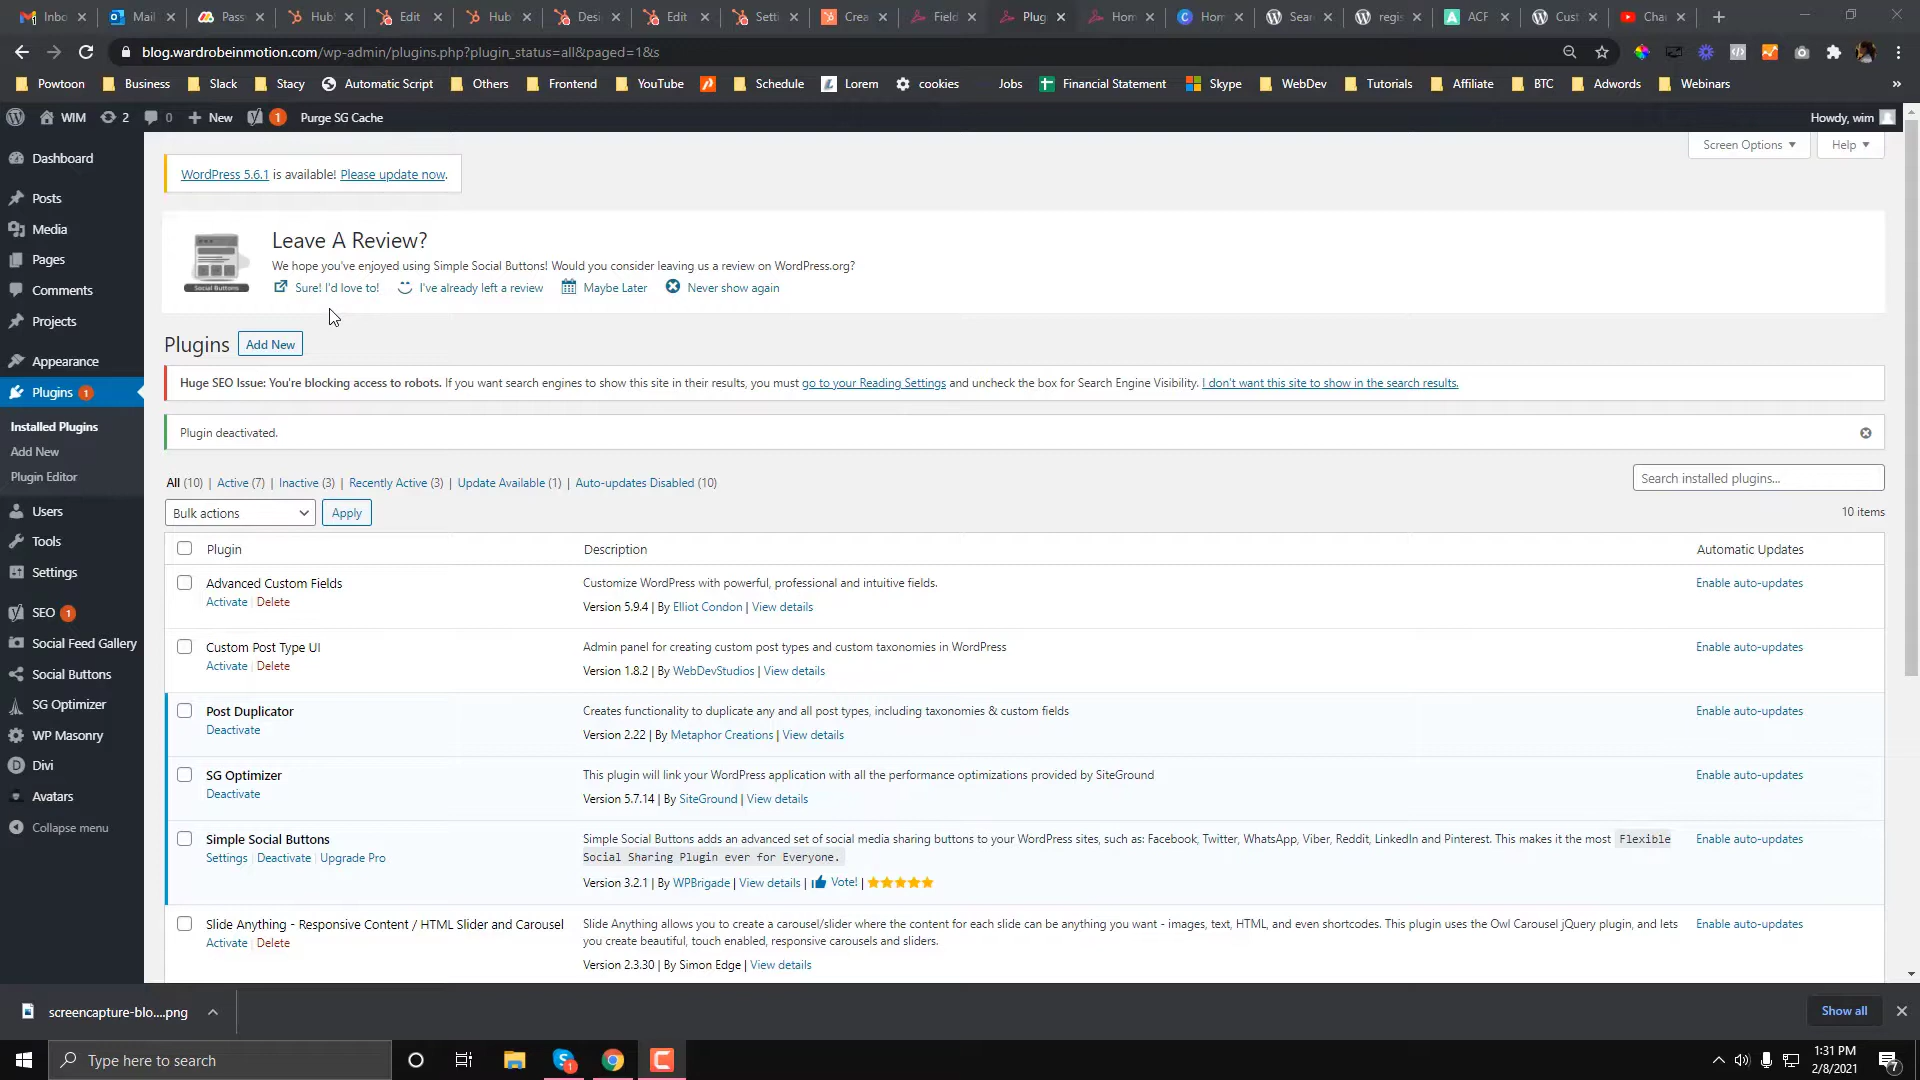 Inbo
Mail
Pass
Hub
Edit
Hub
Desi
Edit
Setti
Crea
Field
Plug
Hom
Hom
Sear
regis
ACF
Cust
Cha
blog.wardrobeinmotion.com/wp-admin/plugins.php?plugin_status=all&paged=1&s
Powtoon
Business
Slack
Stacy
Automatic Script
Others
Frontend
YouTube
Schedule
Lorem
cookies
Jobs
Financial Statement
Skype
WebDev
Tutorials
Affiliate
BTC
Adwords
Webinars
»
WIM
2
0
New
1
Purge SG Cache
Howdy, wim
Dashboard
Posts
Media
Pages
Comments
Projects
Appearance
Plugins 1
Installed Plugins
Add New
Plugin Editor
Users
Tools
Settings
SEO 1
Social Feed Gallery
Social Buttons
SG Optimizer
WP Masonry
Divi
Avatars
Collapse menu
Screen Options
Help
WordPress 5.6.1 is available! Please update now.
Leave A Review?
We hope you've enjoyed using Simple Social Buttons! Would you consider leaving us a review on WordPress.org?
Sure! I'd love to! I've already left a review Maybe Later Never show again
Social Buttons
Plugins Add New
Huge SEO Issue: You're blocking access to robots. If you want search engines to show this site in their results, you must go to your Reading Settings and uncheck the box for Search Engine Visibility. I don't want this site to show in the search results.
Plugin deactivated.
All (10) | Active (7) | Inactive (3) | Recently Active (3) | Update Available (1) | Auto-updates Disabled (10)
Search installed plugins...
Bulk actions
Apply
10 items
Plugin Description Automatic Updates
Advanced Custom Fields
Activate | Delete
Customize WordPress with powerful, professional and intuitive fields.
Version 5.9.4 | By Elliot Condon | View details
Enable auto-updates
Custom Post Type UI
Activate | Delete
Admin panel for creating custom post types and custom taxonomies in WordPress
Version 1.8.2 | By WebDevStudios | View details
Enable auto-updates
Post Duplicator
Deactivate
Creates functionality to duplicate any and all post types, including taxonomies & custom fields
Version 2.22 | By Metaphor Creations | View details
Enable auto-updates
SG Optimizer
Deactivate
This plugin will link your WordPress application with all the performance optimizations provided by SiteGround
Version 5.7.14 | By SiteGround | View details
Enable auto-updates
Simple Social Buttons
Settings | Deactivate | Upgrade Pro
Simple Social Buttons adds an advanced set of social media sharing buttons to your WordPress sites, such as: Facebook, Twitter, WhatsApp, Viber, Reddit, LinkedIn and Pinterest. This makes it the most Flexible
Social Sharing Plugin ever for Everyone.
Version 3.2.1 | By WPBrigade | View details | Vote! |
Enable auto-updates
Slide Anything - Responsive Content / HTML Slider and Carousel
Activate | Delete
Slide Anything allows you to create a carousel/slider where the content for each slide can be anything you want - images, text, HTML, and even shortcodes. This plugin uses the Owl Carousel jQuery plugin, and lets
you create beautiful, touch enabled, responsive carousels and sliders.
Version 2.3.30 | By Simon Edge | View details
Enable auto-updates
screencapture-blo....png
Show all
Type here to search
1:31 PM
2/8/2021
7